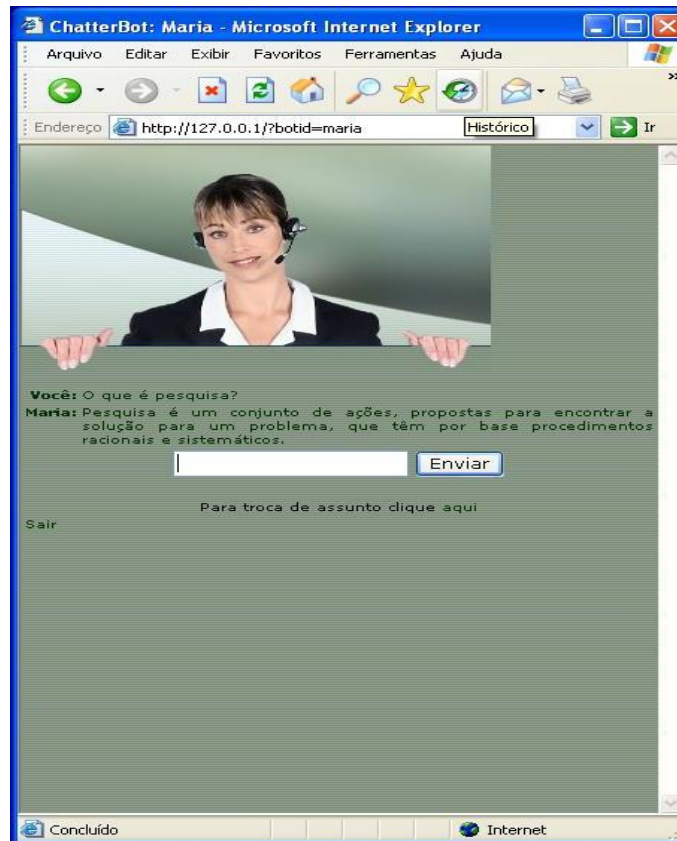 ChatterBot: Maria - Microsoft Internet Explorer
Arquivo Editar Exibir Favoritos Ferramentas Ajuda
Endereço http://127.0.0.1/?botid=maria Histórico Ir
Você: O que é pesquisa?
Maria: Pesquisa é um conjunto de ações, propostas para encontrar a
solução para um problema, que têm por base procedimentos
racionais e sistemáticos.
Enviar
Para troca de assunto clique aqui
Sair
Concluído Internet